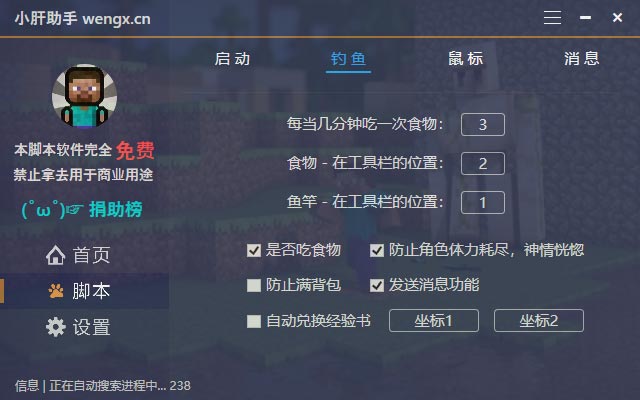 小肝助手 wengx.cn
启动 钓鱼 鼠标 消息
本脚本软件完全 免费
禁止拿去用于商业用途
(ﾟωﾟ)☞ 捐助榜
首页
脚本
设置
每当几分钟吃一次食物： 3
食物 - 在工具栏的位置： 2
鱼竿 - 在工具栏的位置： 1
是否吃食物 防止角色体力耗尽，神情恍惚
防止满背包 发送消息功能
自动兑换经验书 坐标1 坐标2
信息 | 正在自动搜索进程中... 238